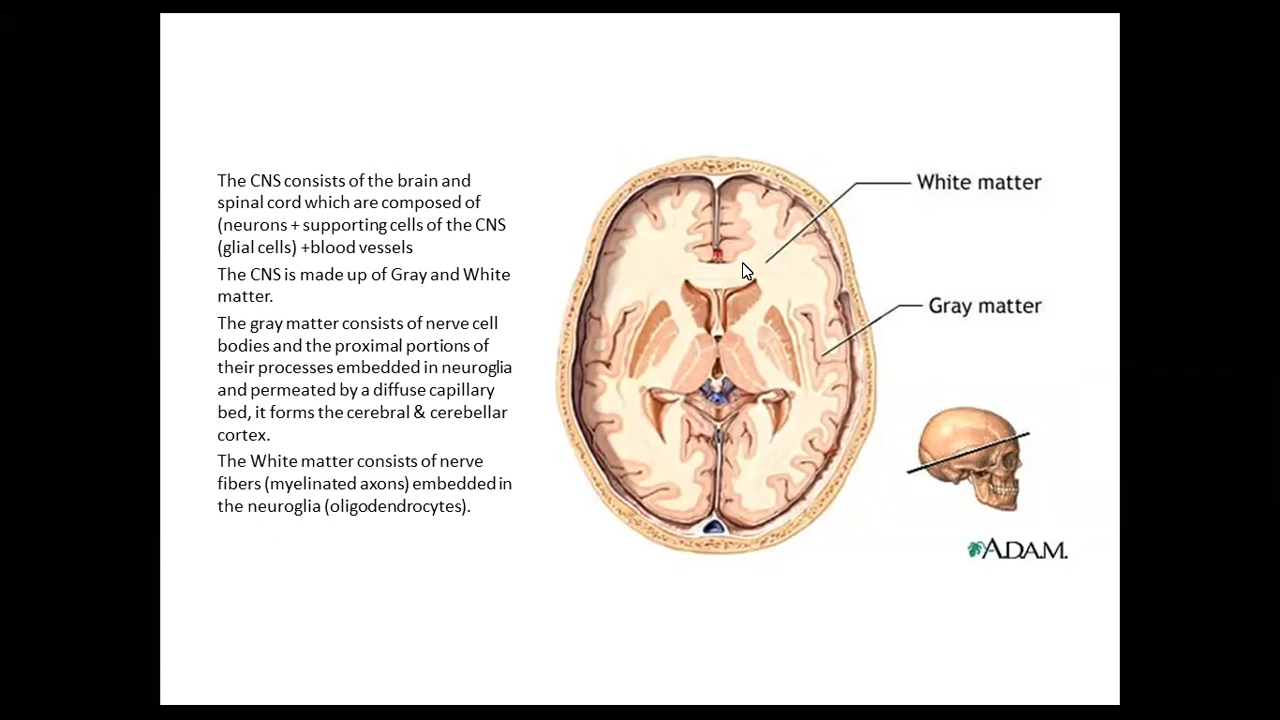 The CNS consists of the brain and
spinal cord which are composed of
(neurons + supporting cells of the CNS
(glial cells) +blood vessels
The CNS is made up of Gray and White
matter.
The gray matter consists of nerve cell
bodies and the proximal portions of
their processes embedded in neuroglia
and permeated by a diffuse capillary
bed, it forms the cerebral & cerebellar
cortex.
The White matter consists of nerve
fibers (myelinated axons) embedded in
the neuroglia (oligodendrocytes).
White matter
Gray matter
A.D.A.M.